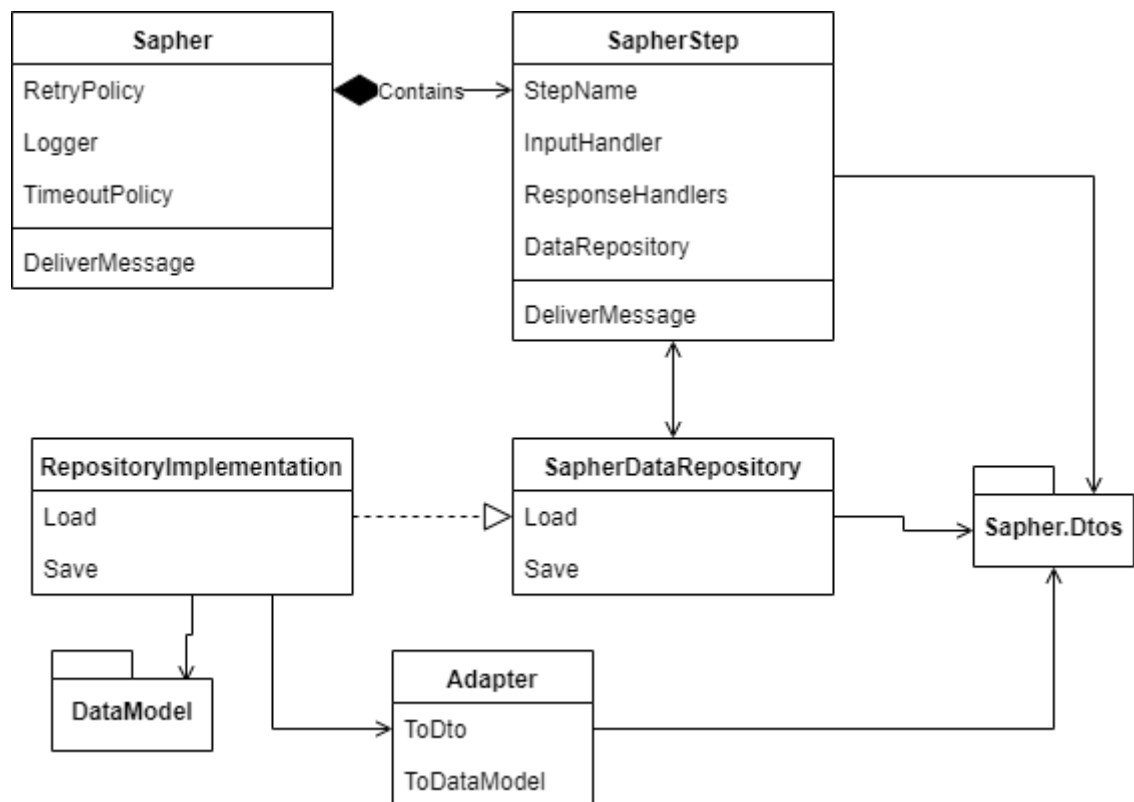 Sapher
RetryPolicy
Logger
TimeoutPolicy
DeliverMessage
Contains
SapherStep
StepName
InputHandler
ResponseHandlers
DataRepository
DeliverMessage
RepositoryImplementation
Load
Save
SapherDataRepository
Load
Save
Sapher.Dtos
DataModel
Adapter
ToDto
ToDataModel